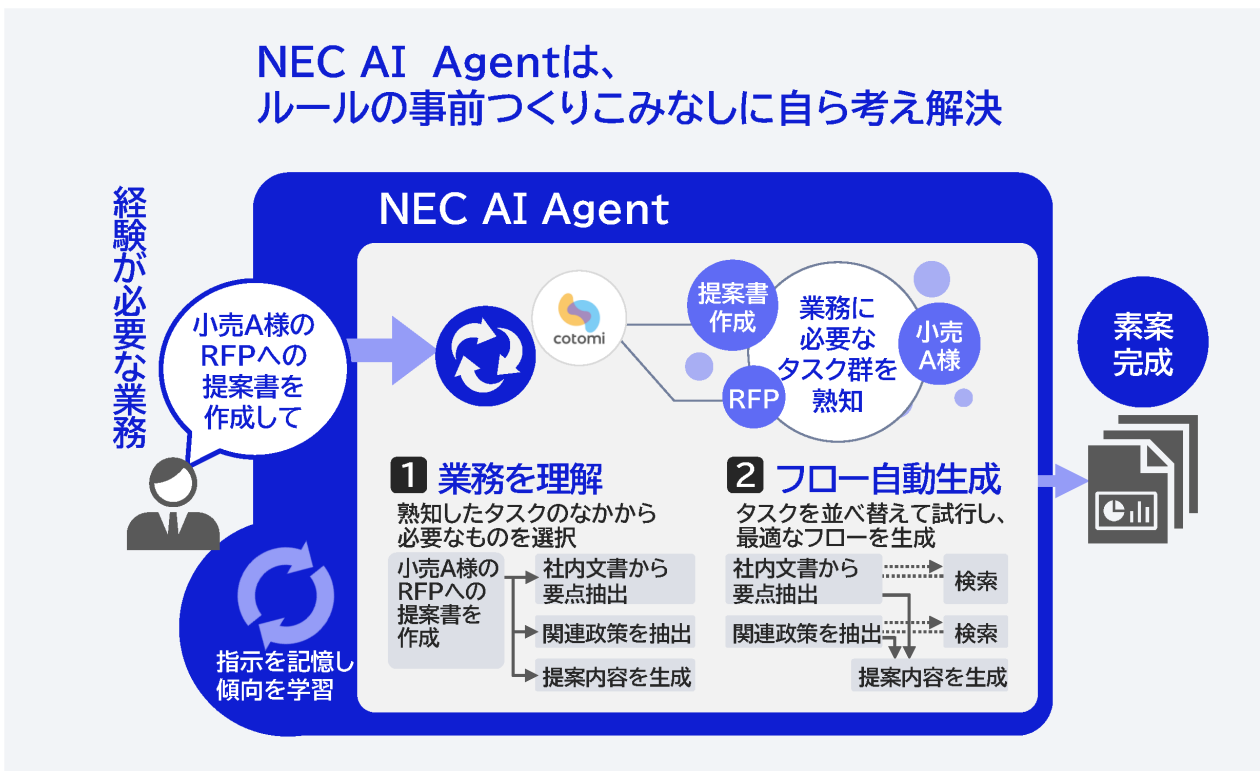 NEC AI Agentは、
ルールの事前つくりこみなしに自ら考え解決
経験が必要な業務
小売A様の
RFPへの
提案書を
作成して
指示を記憶し
傾向を学習
NEC AI Agent
cotomi
提案書
作成
RFP
業務に
必要な
タスク群を
熟知
小売
A様
1 業務を理解
熟知したタスクのなかから
必要なものを選択
小売A様の
RFPへの
提案書を
作成
社内文書から
要点抽出
関連政策を抽出
提案内容を生成
2 フロー自動生成
タスクを並べ替えて試行し、
最適なフローを生成
社内文書から
要点抽出
検索
関連政策を抽出
検索
提案内容を生成
素案
完成